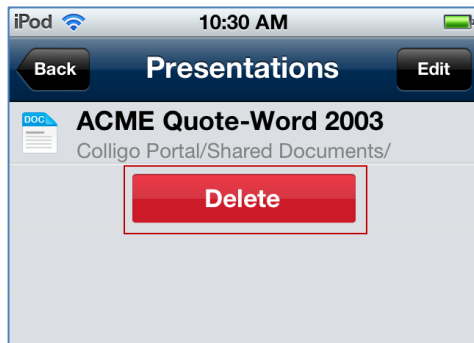 iPod 10:30 AM
Back Presentations Edit
DOC ACME Quote-Word 2003
Colligo Portal/Shared Documents/
Delete